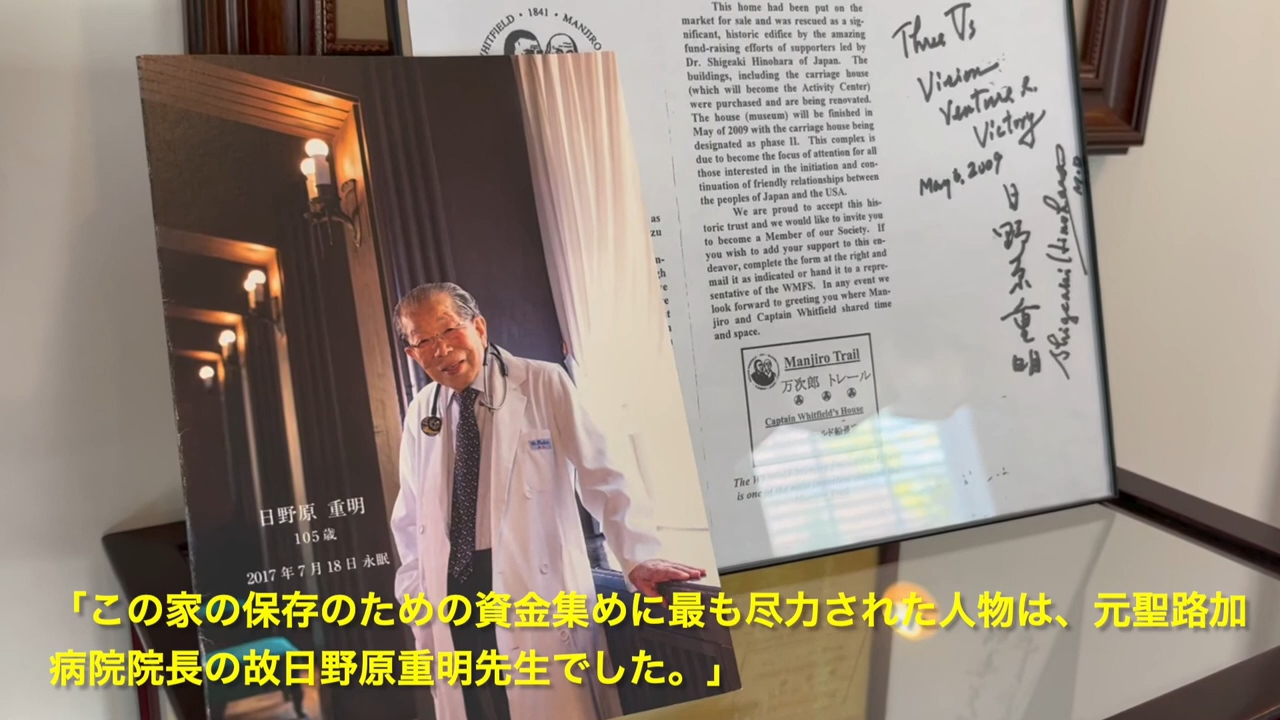 WHITFIELD • 1841 • MANJIRO
This home had been put on the
market for sale and was rescued as a sig-
nificant, historic edifice by the amazing
fund-raising efforts of supporters led by
Dr. Shigeaki Hinohara of Japan. The
buildings, including the carriage house
(which will become the Activity Center)
were purchased and are being renovated.
The house (museum) will be finished in
May of 2009 with the carriage house being
designated as phase II. This complex is
due to become the focus of attention for all
those interested in the initiation and con-
tinuation of friendly relationships between
the peoples of Japan and the USA.
We are proud to accept this his-
toric trust and we would like to invite you
to become a Member of our Society. If
you wish to add your support to this en-
deavor, complete the form at the right and
mail it as indicated or hand it to a repre-
sentative of the WMFS. In any event we
look forward to greeting you where Man-
jiro and Captain Whitfield shared time
and space.
Manjiro Trail
万次郎 トレール
Captain Whitfield's House
The
is one
Three Vs
Vision
Venture &
Victory
May 6, 2009
日野原重明
Shigeaki Hinohara M.D
日野原 重明
105歳
2017年7月18日 永眠
「この家の保存のための資金集めに最も尽力された人物は、元聖路加
病院院長の故日野原重明先生でした。」